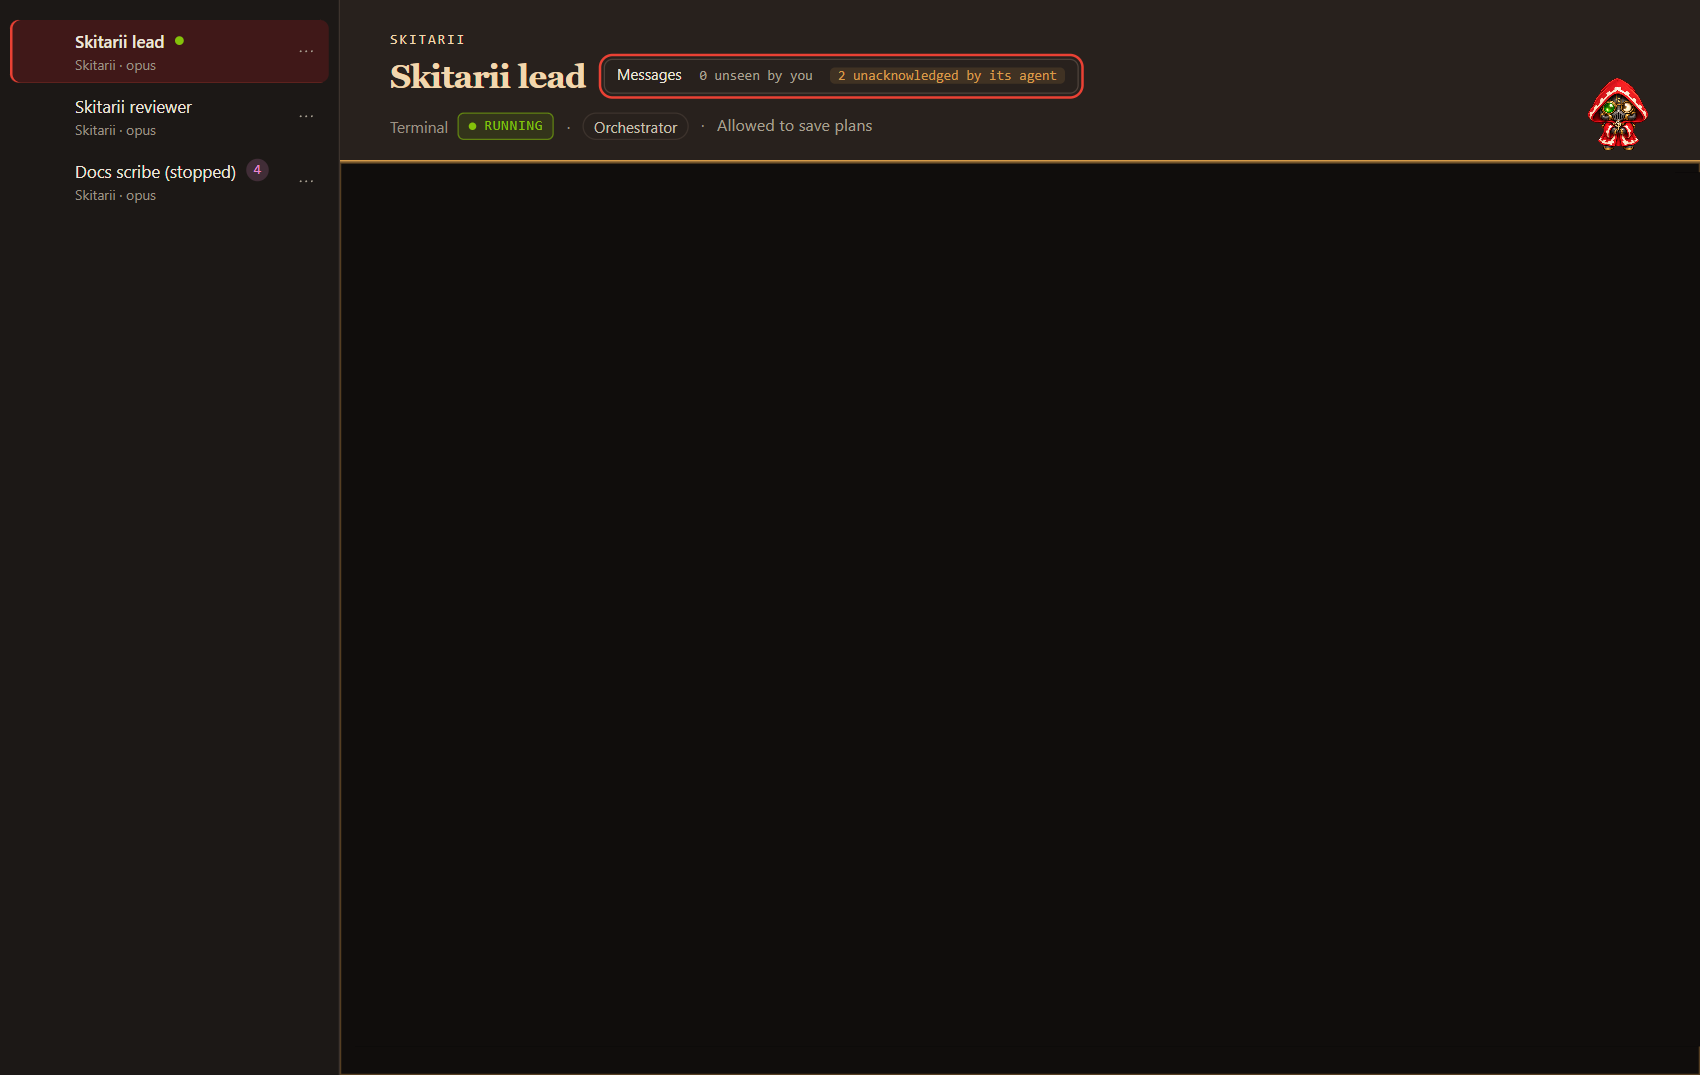 Skitarii lead
Skitarii · opus
...
Skitarii reviewer
Skitarii · opus
...
Docs scribe (stopped) 4
Skitarii · opus
...
SKITARII
Skitarii lead Messages 0 unseen by you 2 unacknowledged by its agent
Terminal ● RUNNING · Orchestrator · Allowed to save plans